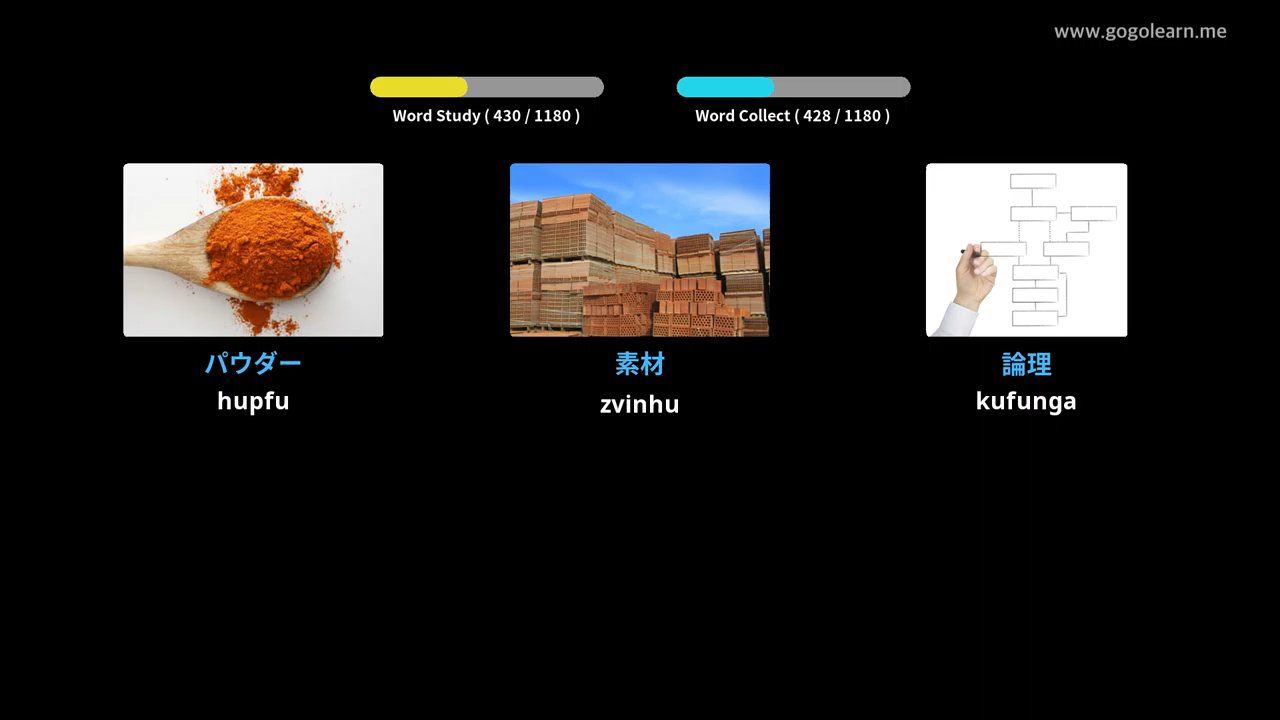 www.gogolearn.me
Word Study ( 430 / 1180 )
Word Collect ( 428 / 1180 )
パウダー
hupfu
素材
zvinhu
論理
kufunga